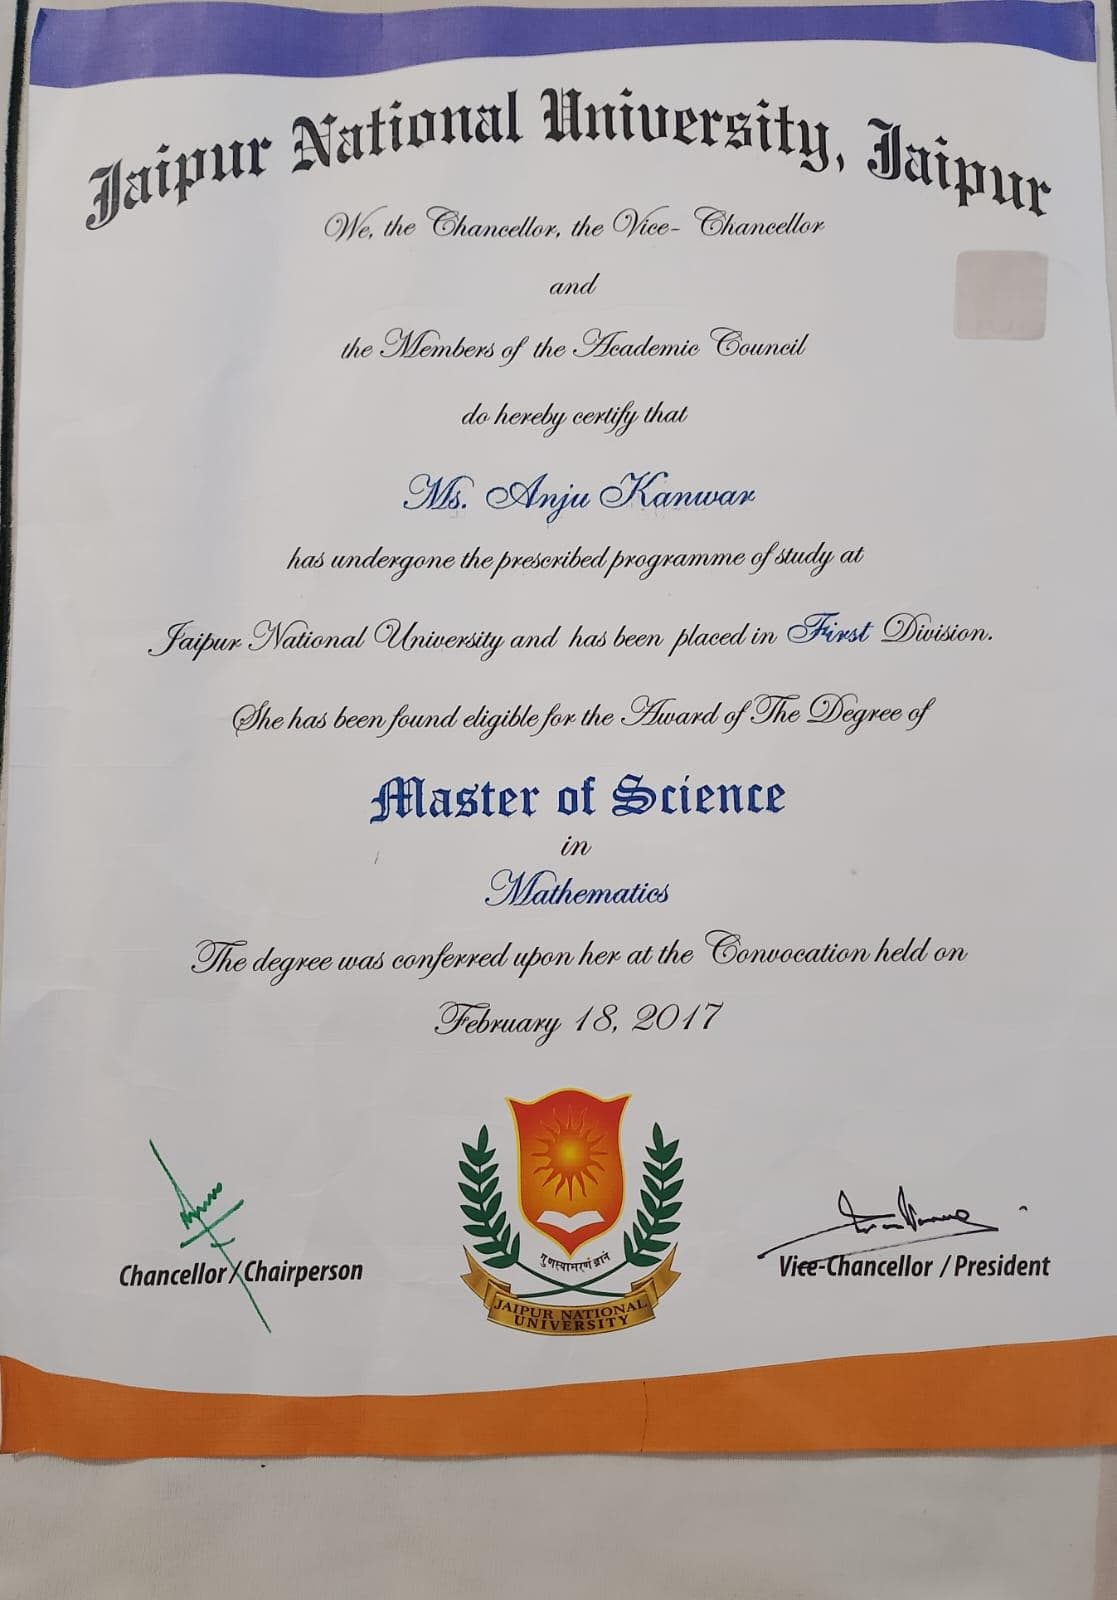 Jaipur National University, Jaipur
We, the Chancellor, the Vice- Chancellor
and
the Members of the Academic Council
do hereby certify that
Ms. Anju Kanwar
has undergone the prescribed programme of study at
Jaipur National University and has been placed in First Division.
She has been found eligible for the Award of The Degree of
Master of Science
in
Mathematics
The degree was conferred upon her at the Convocation held on
February 18, 2017
JAIPUR NATIONAL
UNIVERSITY
Chancellor/Chairperson
Vice-Chancellor / President